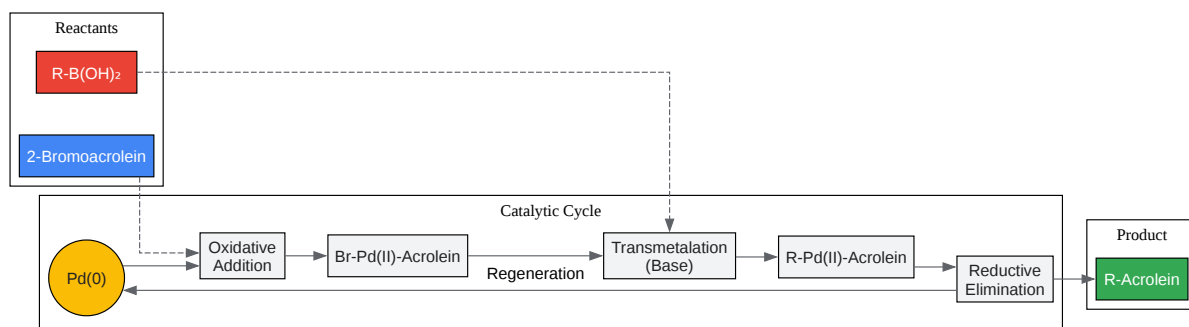 Reactants
R-B(OH)₂
2-Bromoacrolein
Catalytic Cycle
Pd(0)
Oxidative
Addition
Br-Pd(II)-Acrolein
Regeneration
Transmetalation
(Base)
R-Pd(II)-Acrolein
Reductive
Elimination
Product
R-Acrolein